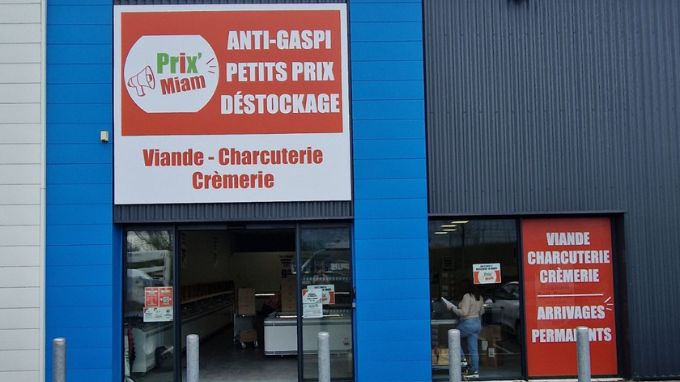 Prix'
Miam
ANTI-GASPI
PETITS PRIX
DÉSTOCKAGE
Viande - Charcuterie
Crèmerie
VIANDE
CHARCUTERIE
CRÈMERIE
ARRIVAGES
PERMANENTS